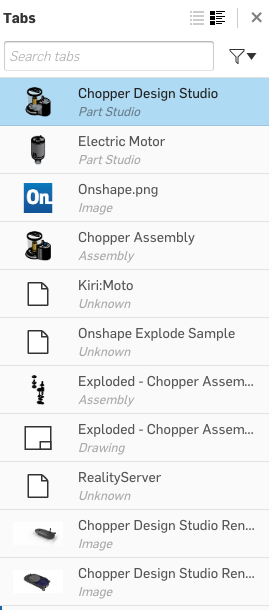 Tabs
Search tabs
Chopper Design Studio
Part Studio
Electric Motor
Part Studio
On
Onshape.png
Image
Chopper Assembly
Assembly
Kiri:Moto
Unknown
Onshape Explode Sample
Unknown
Exploded - Chopper Assem...
Assembly
Exploded - Chopper Assem...
Drawing
RealityServer
Unknown
Chopper Design Studio Ren...
Image
Chopper Design Studio Ren...
Image